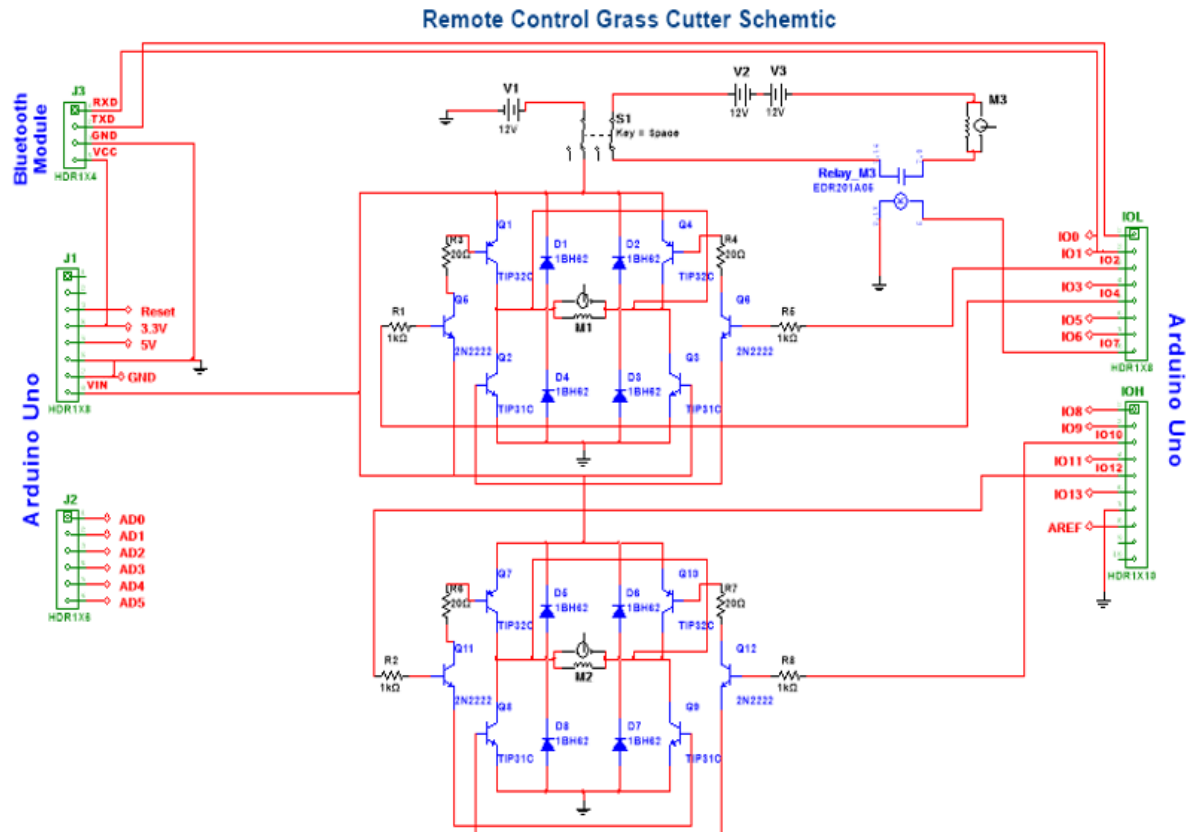 Remote Control Grass Cutter Schemtic
Bluetooth
Module
J3
RXD
TXD
GND
VCC
HDR1X4
V1
12V
S1
Key = Space
V2
12V
V3
12V
M3
Relay_M3
EDR201A05
Arduino Uno
J1
Reset
3.3V
5V
GND
VIN
HDR1X8
J2
AD0
AD1
AD2
AD3
AD4
AD5
HDR1X6
Q1
TIP32C
R3
20Ω
D1
1BH62
D2
1BH62
Q4
TIP32C
R4
20Ω
R1
1kΩ
2N2222
M1
Q6
2N2222
R5
1kΩ
Q2
TIP31C
D4
1BH62
D3
1BH62
Q3
TIP31C
Arduino Uno
IOL
IO0
IO1
IO2
IO3
IO4
IO5
IO6
IO7
HDR1X8
IOH
IO8
IO9
IO10
IO11
IO12
IO13
AREF
HDR1X10
Q7
TIP32C
R6
20Ω
D5
1BH62
D6
1BH62
Q10
TIP32C
R7
20Ω
R2
1kΩ
Q11
2N2222
M2
Q12
2N2222
R8
1kΩ
Q8
TIP31C
D8
1BH62
D7
1BH62
Q9
TIP31C